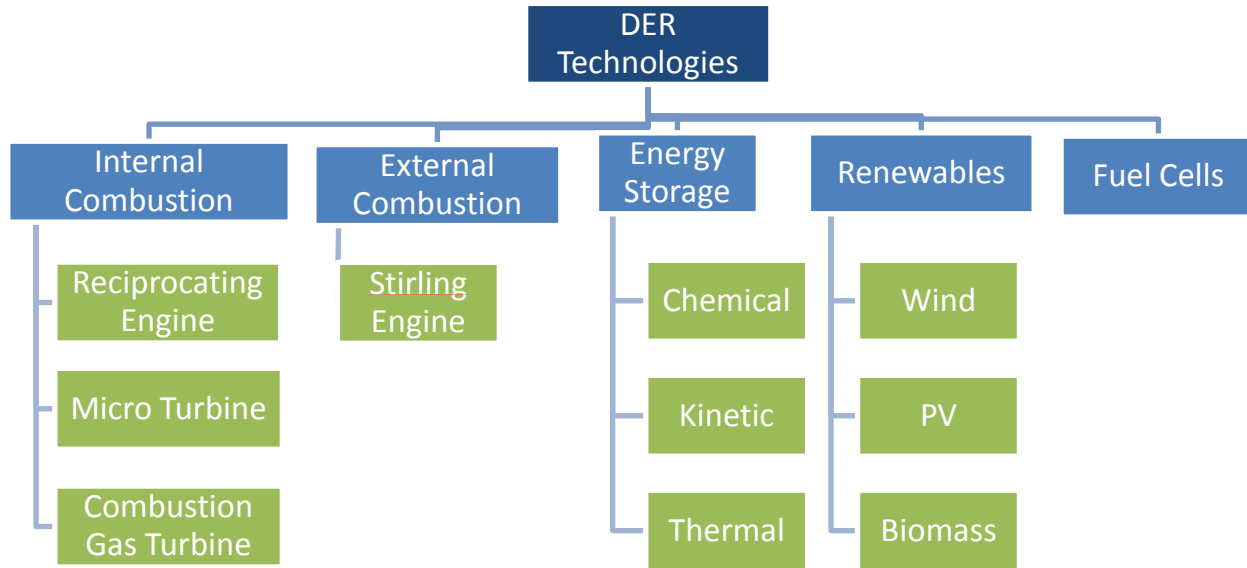 DER
Technologies
Internal
Combustion
External
Combustion
Energy
Storage
Renewables
Fuel Cells
Reciprocating
Engine
Stirling
Engine
Chemical
Wind
Micro Turbine
Kinetic
PV
Combustion
Gas Turbine
Thermal
Biomass